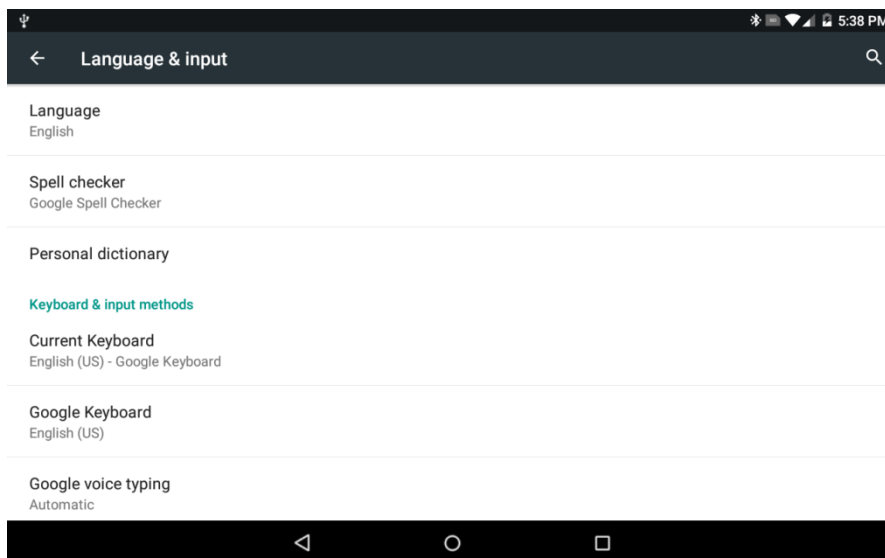 5:38 PM
Language & input
Language
English
Spell checker
Google Spell Checker
Personal dictionary
Keyboard & input methods
Current Keyboard
English (US) - Google Keyboard
Google Keyboard
English (US)
Google voice typing
Automatic